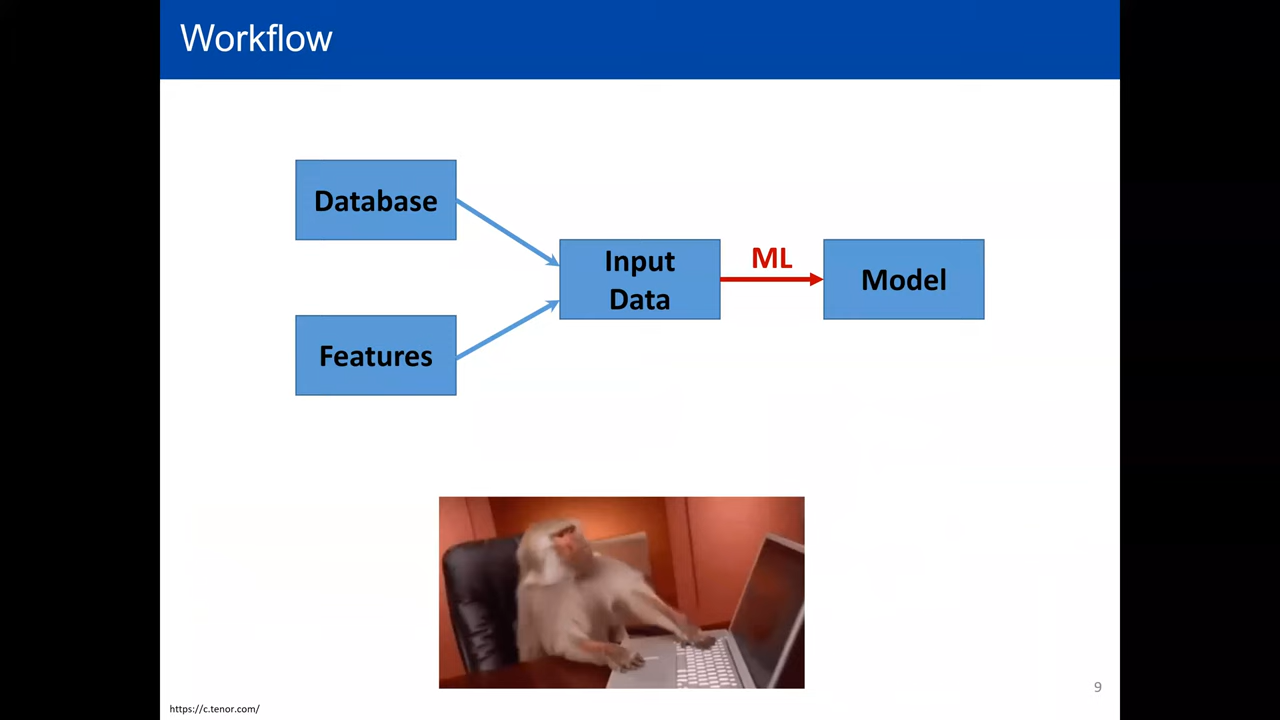 Workflow
Database
Features
Input
Data
ML
Model
9
https://c.tenor.com/